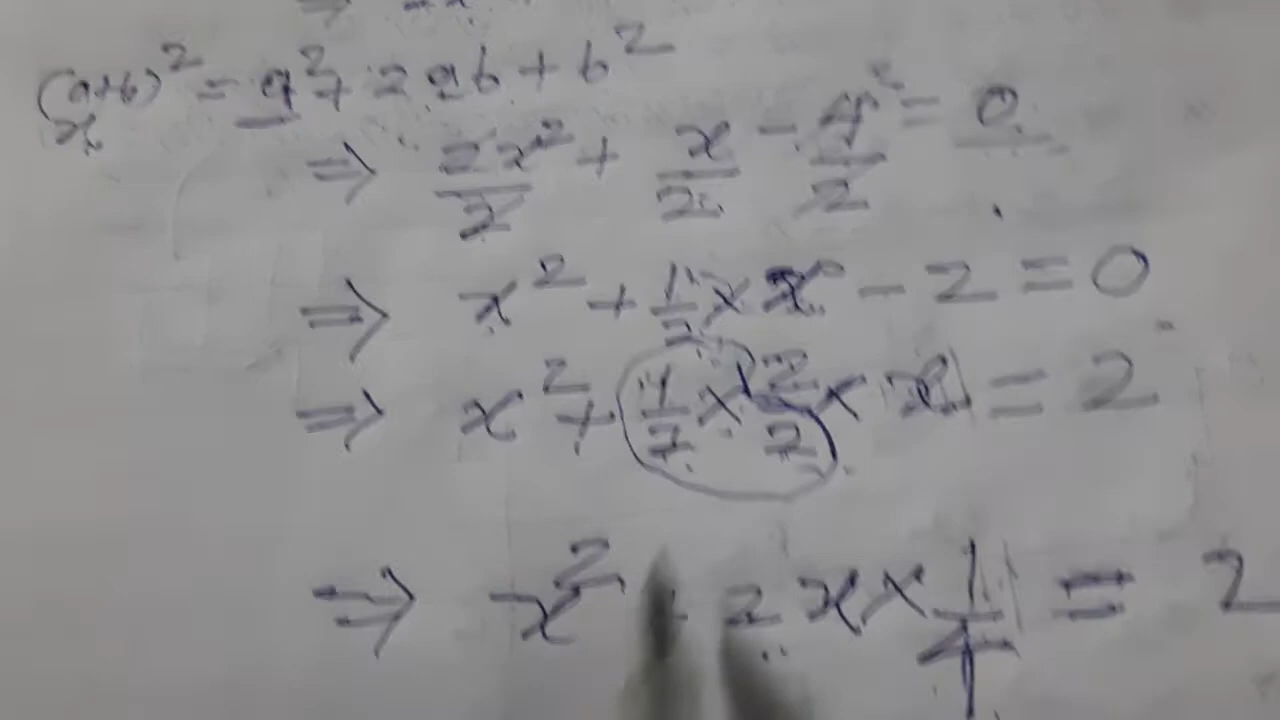 (a+b)² = a² + 2ab + b²
x
⇒ 2x²/2 + x/2 - 4²/2 = 0
⇒ x² + 1/2 × x - 2 = 0
⇒ x² + 1/2 × 2/2 × x = 2
⇒ x² + 2x × 1/4 = 2